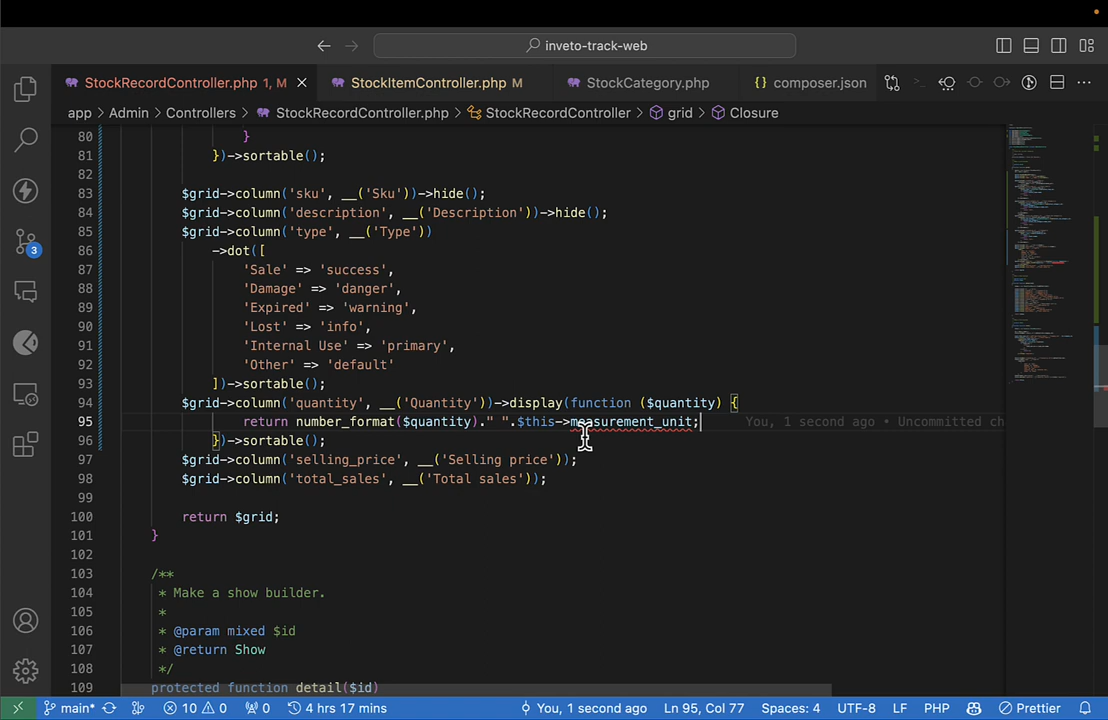 inveto-track-web
StockRecordController.php 1, M
StockItemController.php M
StockCategory.php
{} composer.json
app > Admin > Controllers > StockRecordController.php > StockRecordController > grid > Closure
80 }
81 })->sortable();
82
83 $grid->column('sku', __('Sku'))->hide();
84 $grid->column('description', __('Description'))->hide();
85 $grid->column('type', __('Type'))
86 ->dot([
87 'Sale' => 'success',
88 'Damage' => 'danger',
89 'Expired' => 'warning',
90 'Lost' => 'info',
91 'Internal Use' => 'primary',
92 'Other' => 'default'
93 ])->sortable();
94 $grid->column('quantity', __('Quantity'))->display(function ($quantity) {
95 return number_format($quantity)." ".$this->measurement_unit; You, 1 second ago • Uncommitted ch
96 })->sortable();
97 $grid->column('selling_price', __('Selling price'));
98 $grid->column('total_sales', __('Total sales'));
99
100 return $grid;
101 }
102
103 /**
104 * Make a show builder.
105 *
106 * @param mixed $id
107 * @return Show
108 */
109 protected function detail($id)
3
main* 10 0 0 4 hrs 17 mins You, 1 second ago Ln 95, Col 77 Spaces: 4 UTF-8 LF PHP Prettier